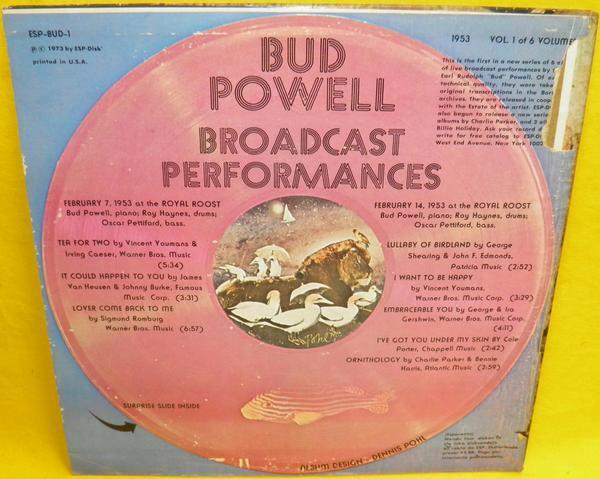 ESP-BUD-1
Ⓟ © 1973 by ESP-Disk'
printed in U.S.A.
1953 VOL. 1 of 6 VOLUME
This is the first in a new series of 6
of live broadcast performances by
Earl Rudolph "Bud" Powell. Of
technical quality, they were take
original transcriptions in the Bor
archives. They are released in coop
with the Estate of the artist. ESP-D
also begun to release a new serie
albums by Charlie Parker, and 3 al
Billie Holiday. Ask your record d
write for free catalog to ESP-D
West End Avenue, New York 1002
BUD
POWELL
BROADCAST
PERFORMANCES
FEBRUARY 7, 1953 at the ROYAL ROOST
Bud Powell, piano; Roy Haynes, drums;
Oscar Pettiford, bass.
TEA FOR TWO by Vincent Youmans &
Irving Caeser, Warner Bros. Music
(5:34)
IT COULD HAPPEN TO YOU by James
Van Heusen & Johnny Burke, Famous
Music Corp. (3:31)
LOVER COME BACK TO ME
by Sigmund Romburg
Warner Bros. Music (6:57)
FEBRUARY 14, 1953 at the ROYAL ROOST
Bud Powell, piano; Roy Haynes, drums;
Oscar Pettiford, bass.
LULLABY OF BIRDLAND by George
Shearing & John F. Edmonds,
Patricia Music (2:52)
I WANT TO BE HAPPY
by Vincent Youmans,
Warner Bros. Music Corp. (3:29)
EMBRACEABLE YOU by George & Ira
Gershwin, Warner Bros. Music Corp.
(4:11)
I'VE GOT YOU UNDER MY SKIN By Cole
Porter, Chappell Music (2:42)
ORNITHOLOGY by Charlie Parker & Bennie
Harris, Atlantic Music (2:59)
SURPRISE SLIDE INSIDE
ALBUM DESIGN - DENNIS POHL